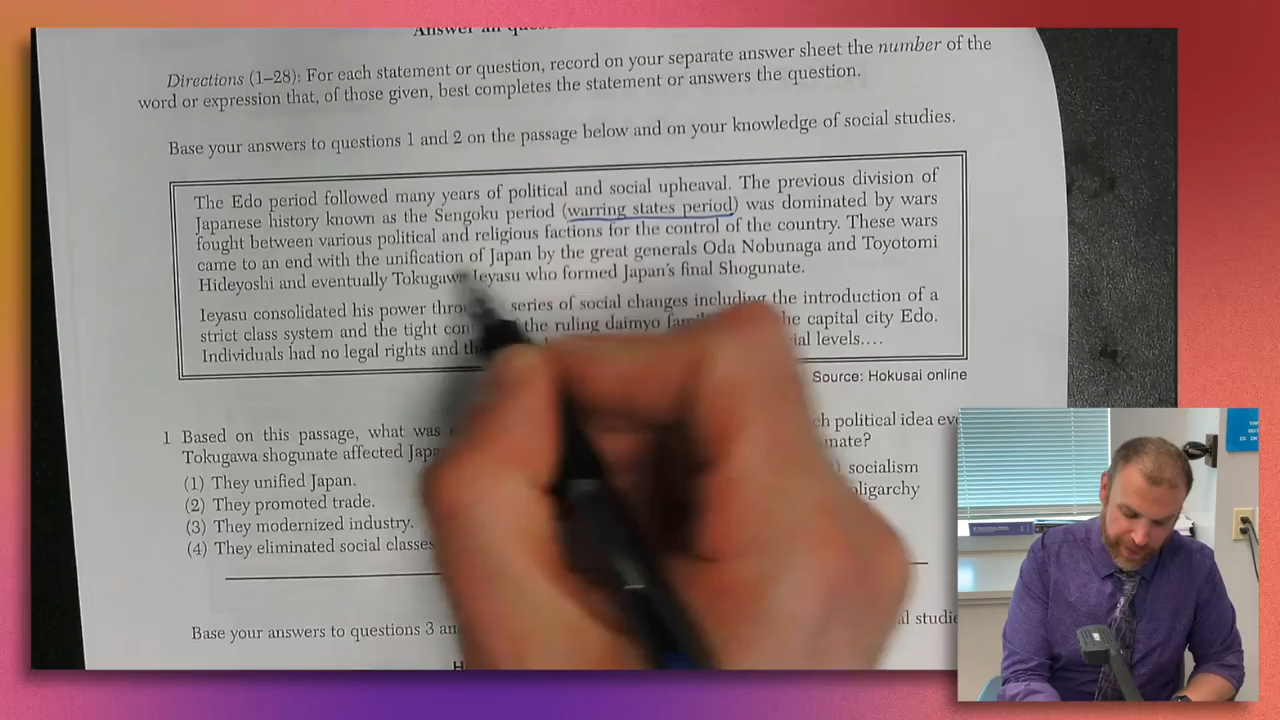 Directions (1–28): For each statement or question, record on your separate answer sheet the number of the
word or expression that, of those given, best completes the statement or answers the question.
Base your answers to questions 1 and 2 on the passage below and on your knowledge of social studies.
The Edo period followed many years of political and social upheaval. The previous division of
Japanese history known as the Sengoku period (warring states period) was dominated by wars
fought between various political and religious factions for the control of the country. These wars
came to an end with the unification of Japan by the great generals Oda Nobunaga and Toyotomi
Hideyoshi and eventually Tokugawa Ieyasu who formed Japan's final Shogunate.
Ieyasu consolidated his power series of social changes including the introduction of a
strict class system and the tight the ruling daimyo the capital city Edo.
Individuals had no legal rights and levels....
Source: Hokusai online
1 Based on this passage, what was
Tokugawa shogunate affected
(1) They unified Japan.
(2) They promoted trade.
(3) They modernized industry.
(4) They eliminated social classes
political idea
socialism
oligarchy
Base your answers to questions 3